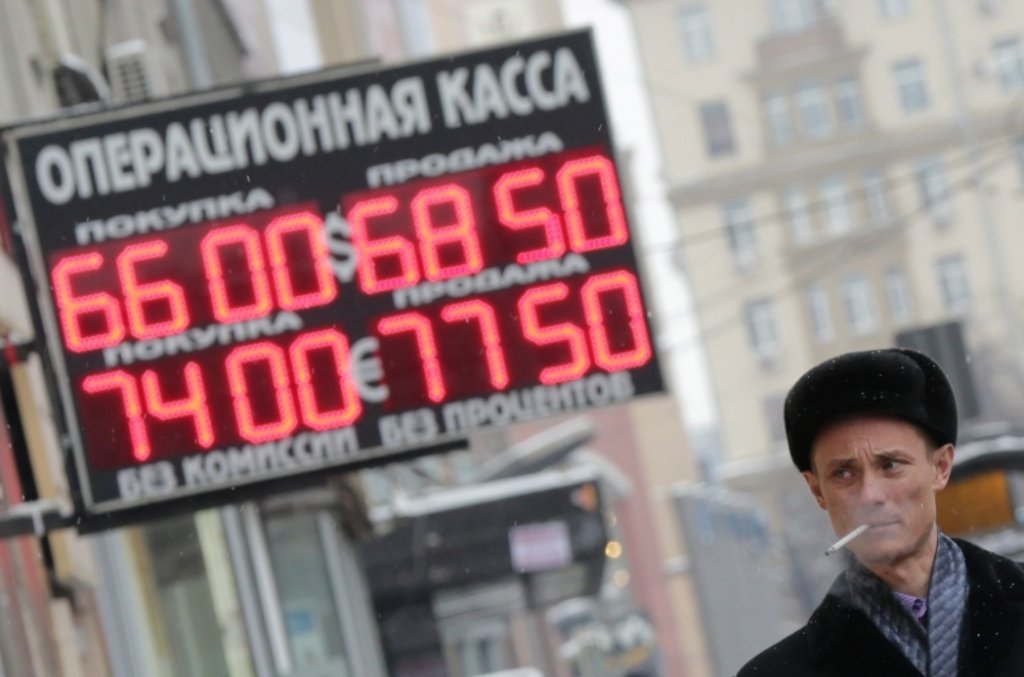 ОПЕРАЦИОННАЯ КАССА
ПОКУПКА ПРОДАЖА
66 00 $ 68 50
ПОКУПКА ПРОДАЖА
74 00 € 77 50
БЕЗ КОМИССИИ БЕЗ ПРОЦЕНТОВ